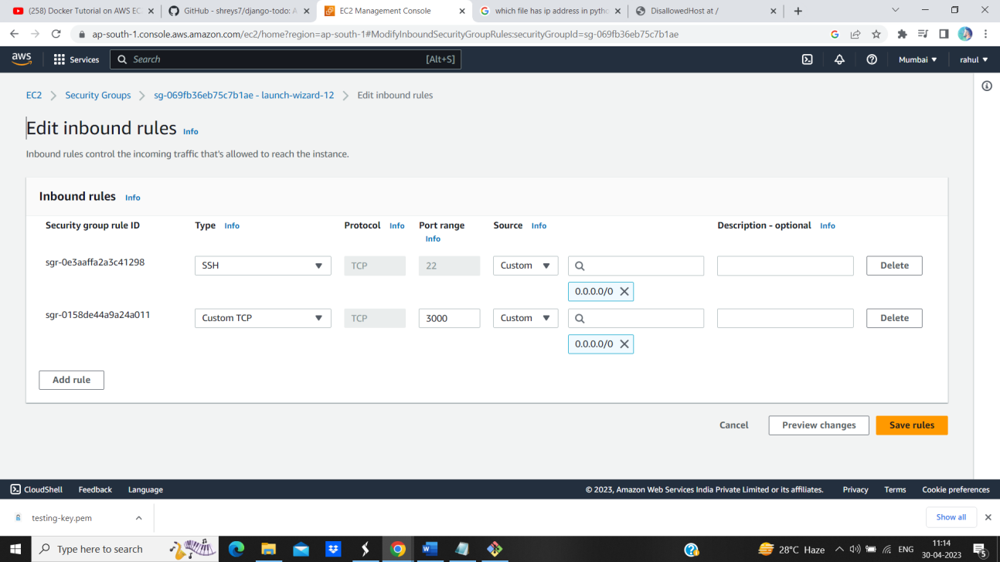 (258) Docker Tutorial on AWS EC
GitHub - shreys7/django-todo: A
EC2 Management Console
which file has ip address in pytho
DisallowedHost at /
ap-south-1.console.aws.amazon.com/ec2/home?region=ap-south-1#ModifyInboundSecurityGroupRules:securityGroupId=sg-069fb36eb75c7b1ae
aws Services Search [Alt+S] Mumbai rahul
EC2 Security Groups sg-069fb36eb75c7b1ae - launch-wizard-12 Edit inbound rules
Edit inbound rules Info
Inbound rules control the incoming traffic that's allowed to reach the instance.
Inbound rules Info
Security group rule ID Type Info Protocol Info Port range Source Info Description - optional Info
Info
sgr-0e3aaffa2a3c41298 SSH TCP 22 Custom Delete
0.0.0.0/0
sgr-0158de44a9a24a011 Custom TCP TCP 3000 Custom Delete
0.0.0.0/0
Add rule
Cancel Preview changes Save rules
CloudShell Feedback Language © 2023, Amazon Web Services India Private Limited or its affiliates. Privacy Terms Cookie preferences
testing-key.pem Show all
Type here to search 28°C Haze ENG 11:14
30-04-2023 5